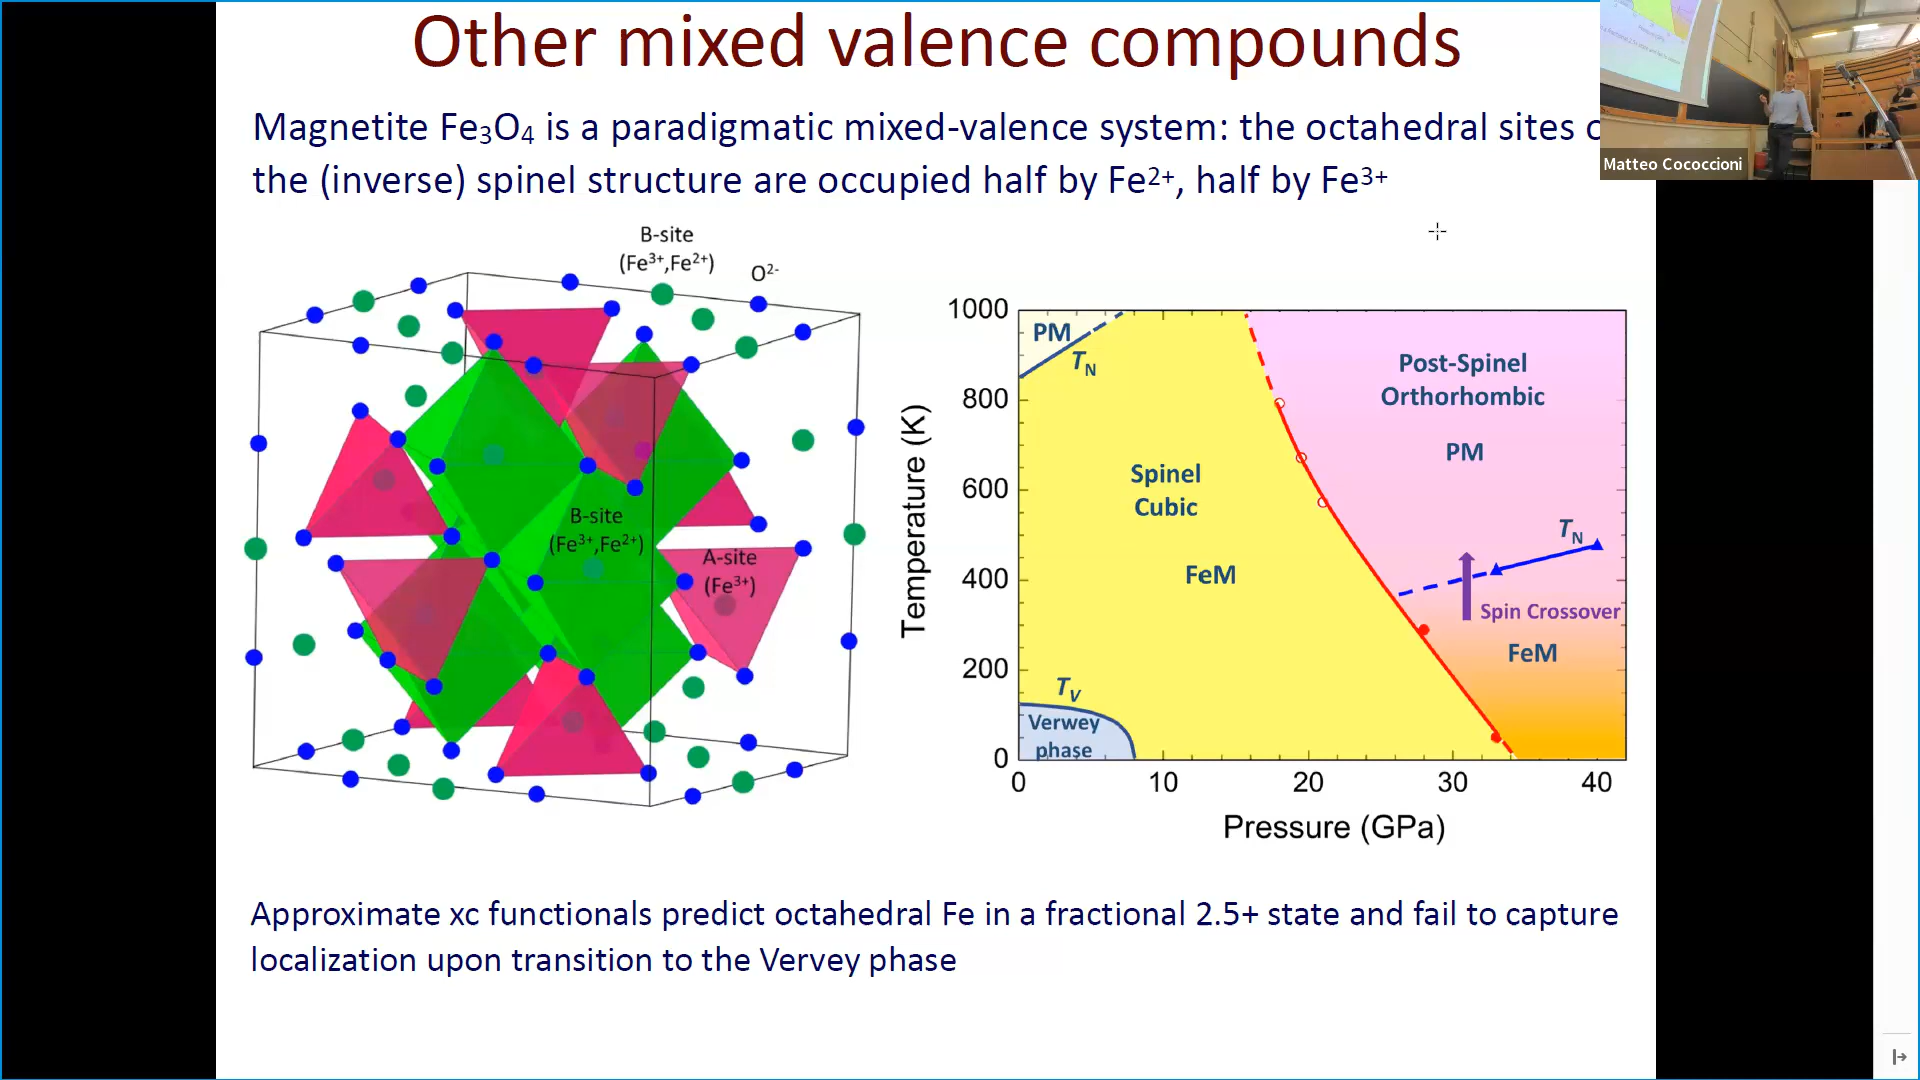 Other mixed valence compounds
Magnetite Fe₃O₄ is a paradigmatic mixed-valence system: the octahedral sites
the (inverse) spinel structure are occupied half by Fe²⁺, half by Fe³⁺
Matteo Cococcioni
B-site
(Fe³⁺,Fe²⁺)
O²⁻
B-site
(Fe³⁺,Fe²⁺)
A-site
(Fe³⁺)
Temperature (K)
1000
800
600
400
200
0
PM
T_N
Spinel
Cubic
FeM
T_V
Verwey
phase
Post-Spinel
Orthorhombic
PM
T_N
Spin Crossover
FeM
0
10
20
30
40
Pressure (GPa)
Approximate xc functionals predict octahedral Fe in a fractional 2.5+ state and fail to capture
localization upon transition to the Vervey phase